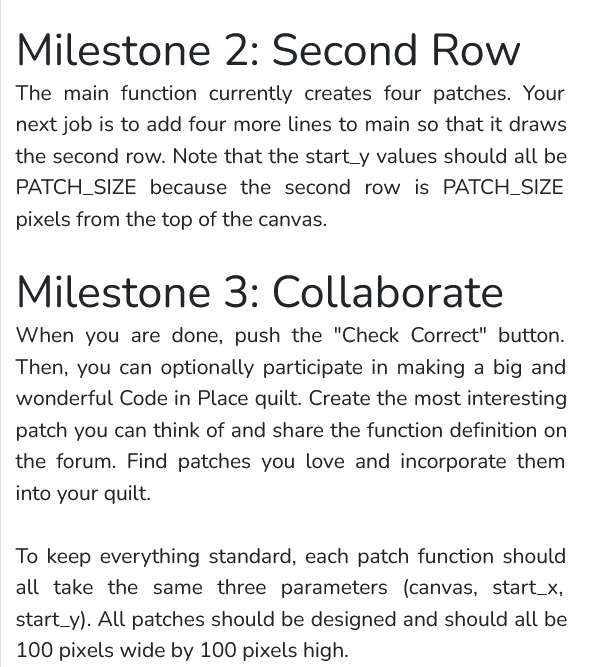 Milestone 2: Second Row
The main function currently creates four patches. Your
next job is to add four more lines to main so that it draws
the second row. Note that the start_y values should all be
PATCH_SIZE because the second row is PATCH_SIZE
pixels from the top of the canvas.
Milestone 3: Collaborate
When you are done, push the "Check Correct" button.
Then, you can optionally participate in making a big and
wonderful Code in Place quilt. Create the most interesting
patch you can think of and share the function definition on
the forum. Find patches you love and incorporate them
into your quilt.
To keep everything standard, each patch function should
all take the same three parameters (canvas, start_x,
start_y). All patches should be designed and should all be
100 pixels wide by 100 pixels high.